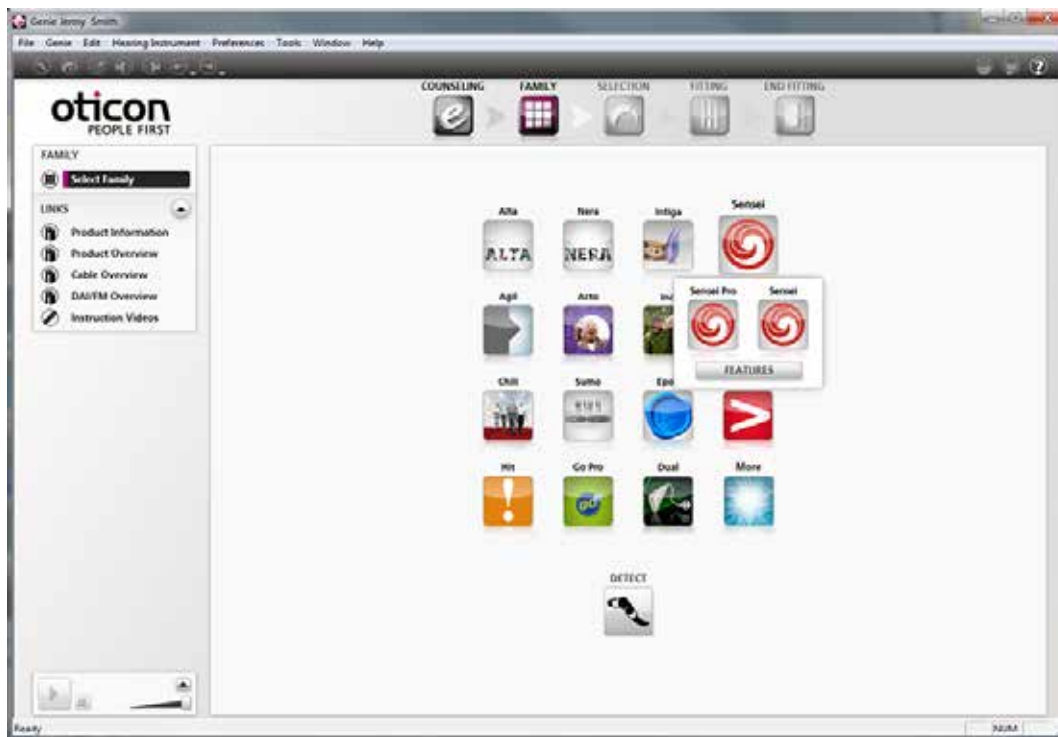 Genie Jenny Smith
File Genie Edit Hearing Instrument Preferences Tools Window Help
oticon
PEOPLE FIRST
COUNSELING FAMILY SELECTION FITTING END FITTING
FAMILY
Select Family
LINKS
Product Information
Product Overview
Cable Overview
DAI/FM Overview
Instruction Videos
Alta Nera Intiga Sensei
ALTA NERA
Agil Acto
Sensei Pro Sensei
FEATURES
Chili Sumo
Hit Go Pro Dual More
GO
DETECT
Ready NUM